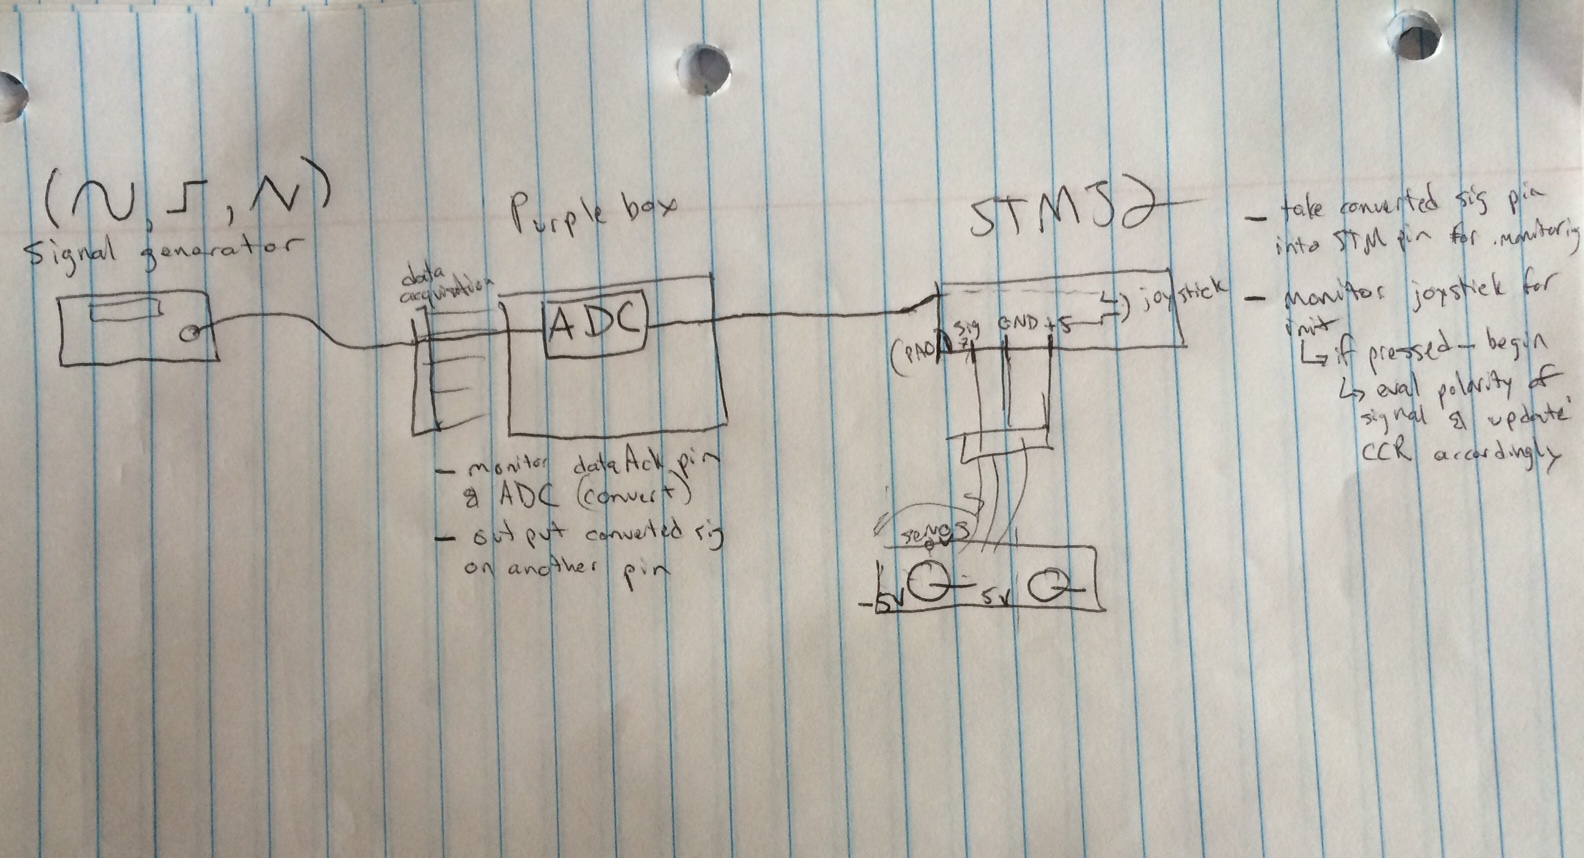 Signal generator
Purple box
data
acquisition
ADC
- monitor dataAck pin
& ADC (convert)
- output converted sig
on another pin
STM32
joystick
(PA0)
sig
GND +5
servos
0V
-5V
5V
- take converted sig pin
into STM pin for monitoring
- monitor joystick for
init
↳ if pressed - begin
↳ eval polarity of
signal & update
CCR accordingly